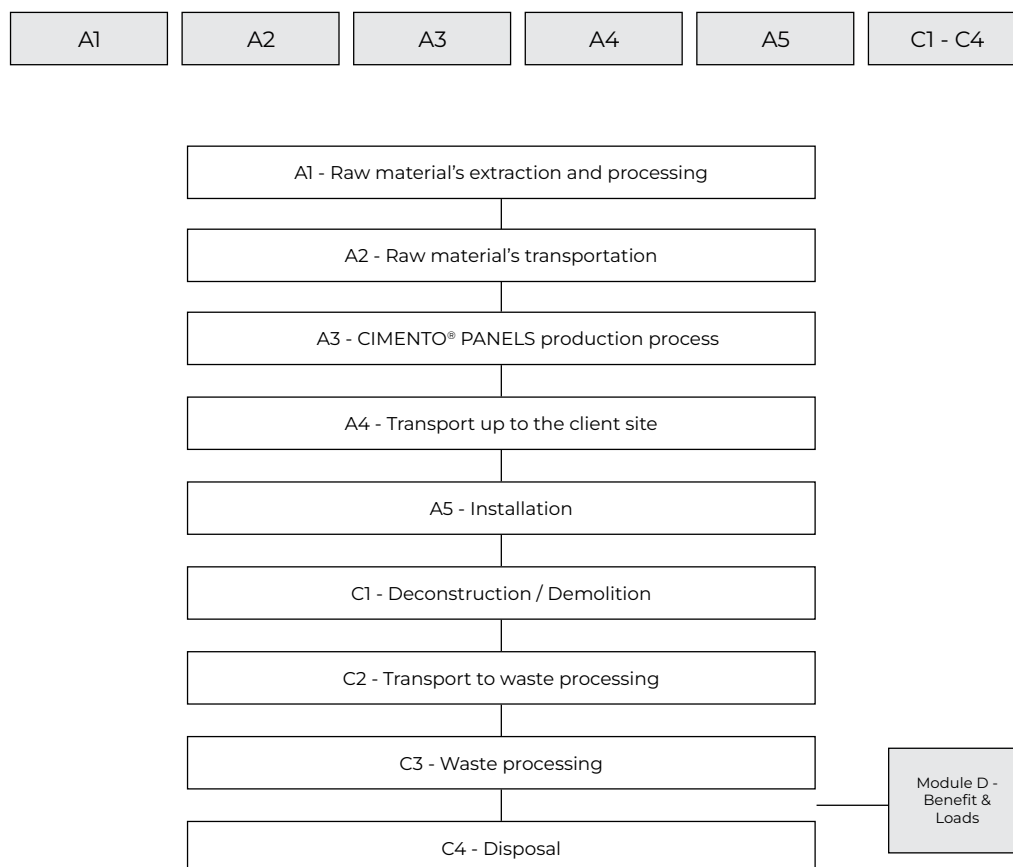 A1
A2
A3
A4
A5
C1 - C4
A1 - Raw material's extraction and processing
A2 - Raw material's transportation
A3 - CIMENTO® PANELS production process
A4 - Transport up to the client site
A5 - Installation
C1 - Deconstruction / Demolition
C2 - Transport to waste processing
C3 - Waste processing
Module D -
Benefit &
Loads
C4 - Disposal